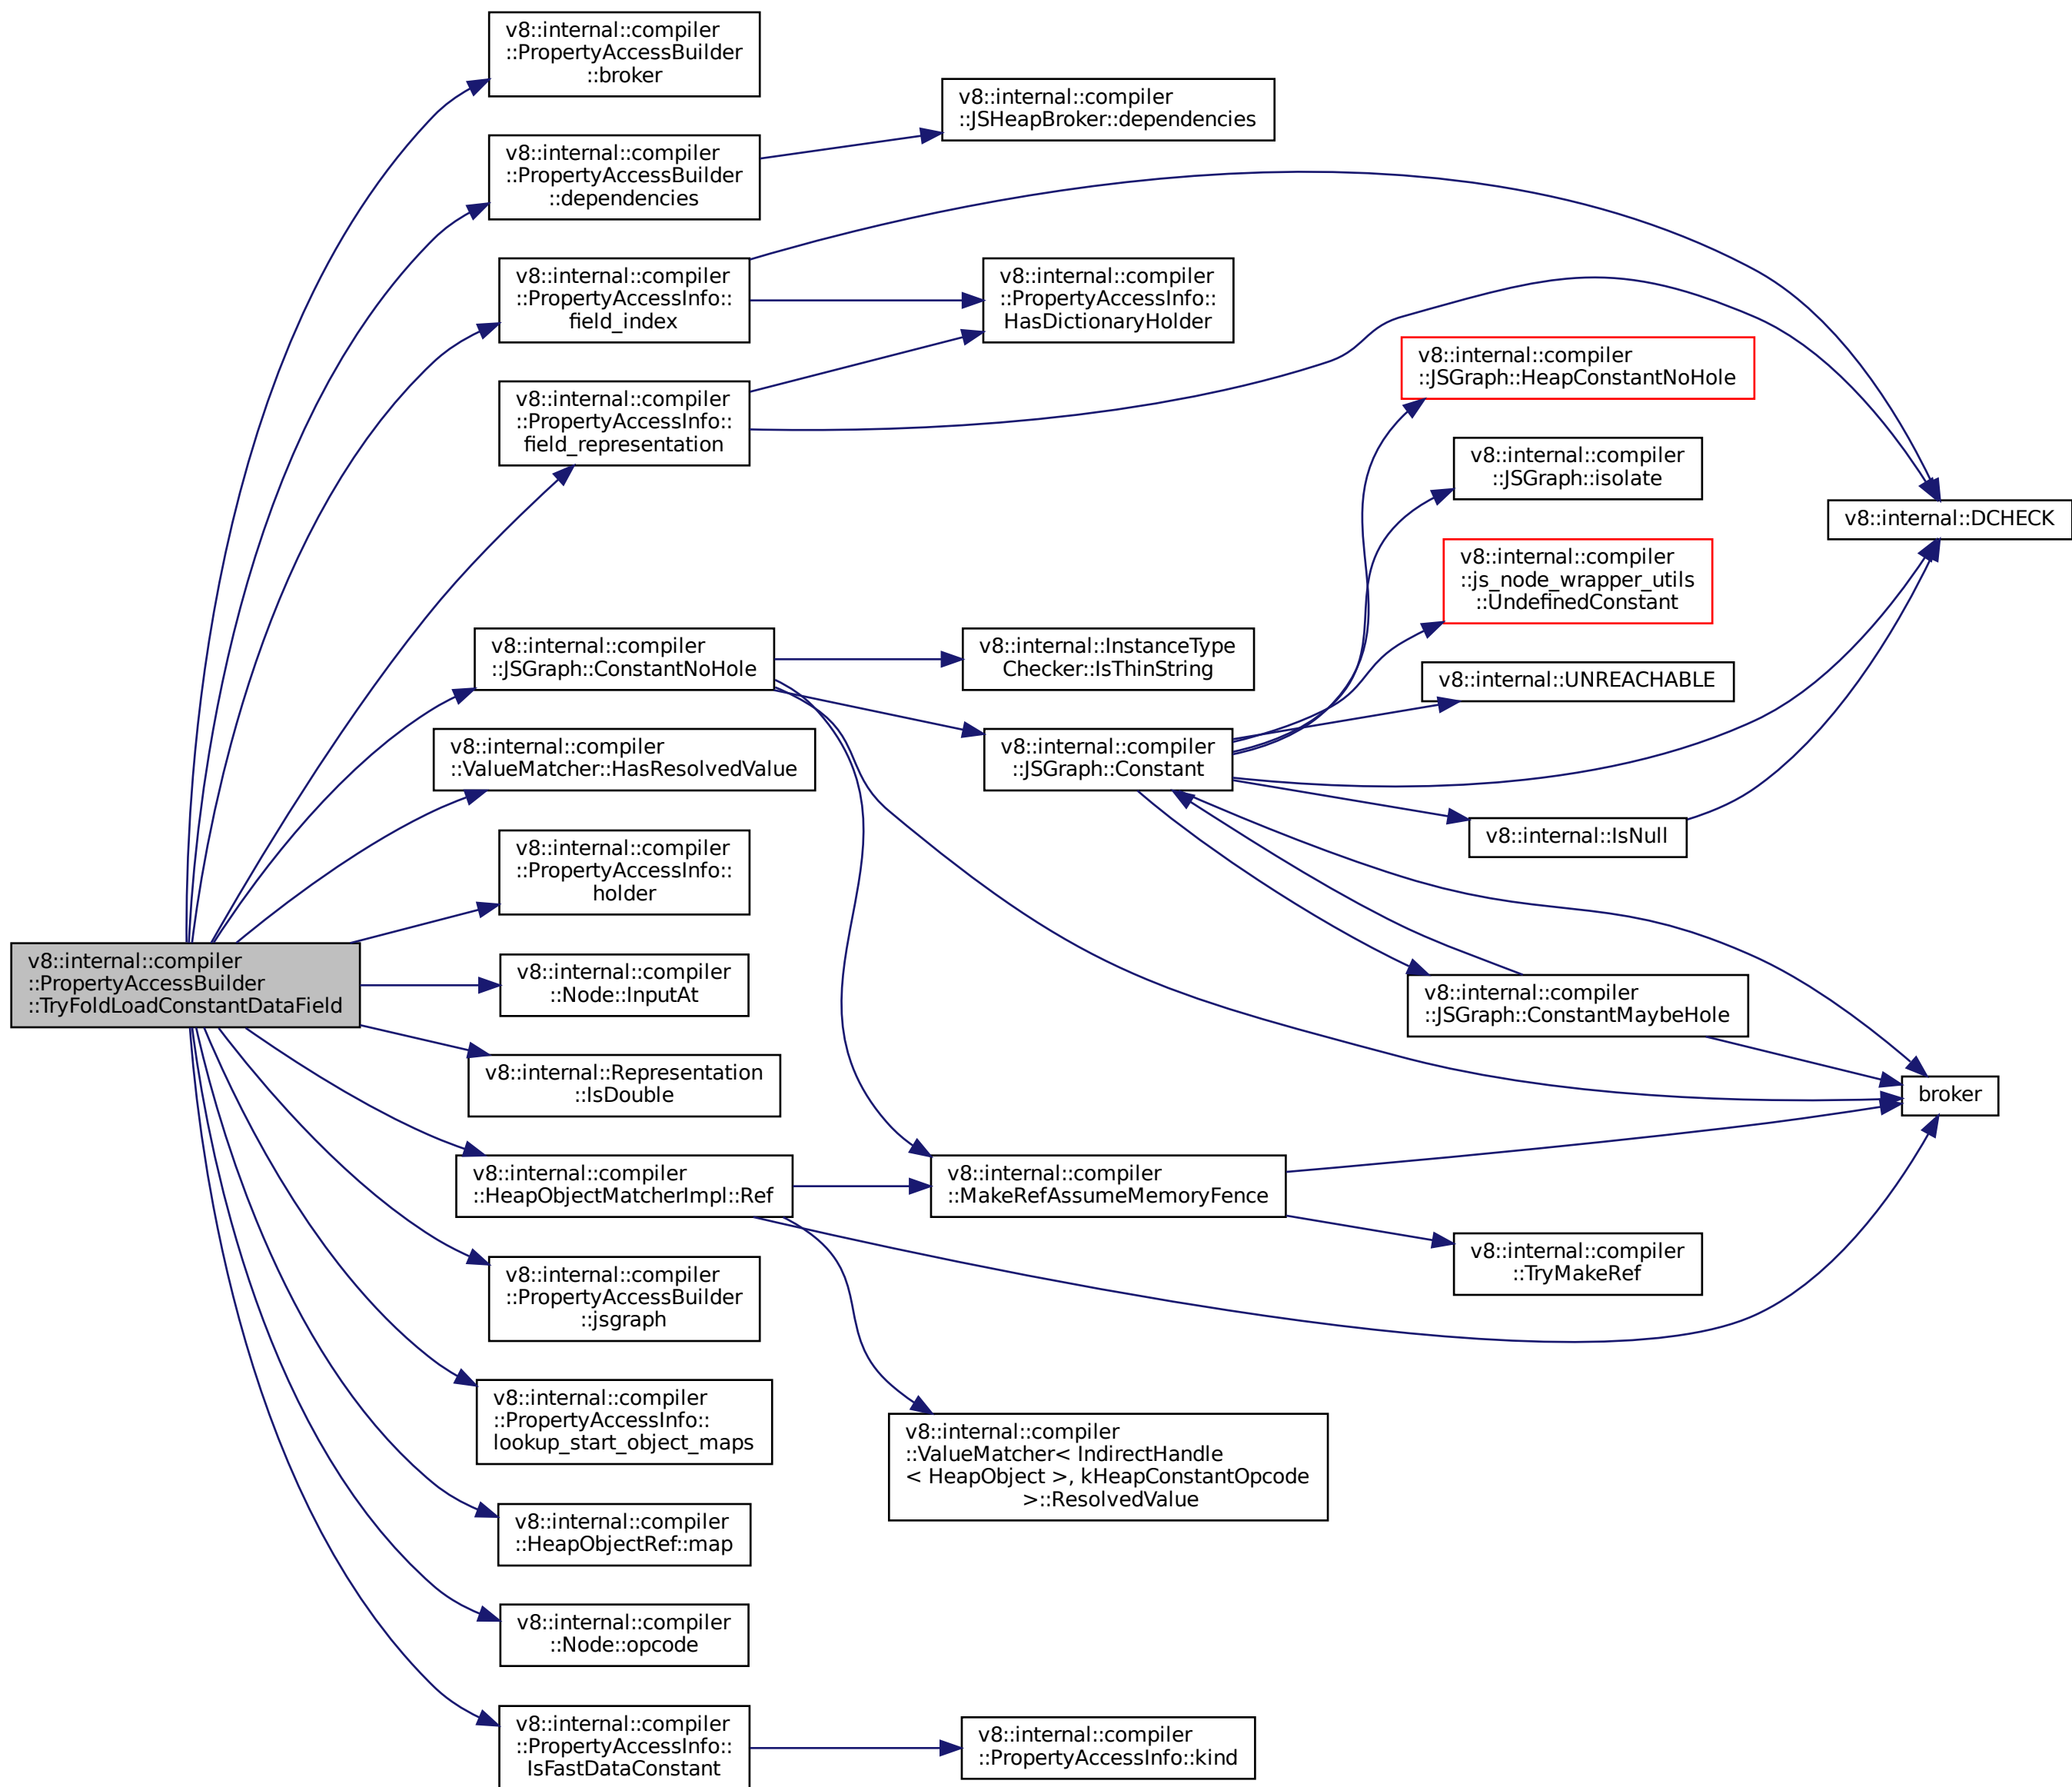 v8::internal::compiler
::PropertyAccessBuilder
::TryFoldLoadConstantDataField
v8::internal::compiler
::PropertyAccessBuilder
::broker
v8::internal::compiler
::PropertyAccessBuilder
::dependencies
v8::internal::compiler
::JSHeapBroker::dependencies
v8::internal::compiler
::PropertyAccessInfo::
field_index
v8::internal::compiler
::PropertyAccessInfo::
HasDictionaryHolder
v8::internal::compiler
::PropertyAccessInfo::
field_representation
v8::internal::compiler
::JSGraph::HeapConstantNoHole
v8::internal::compiler
::JSGraph::isolate
v8::internal::DCHECK
v8::internal::compiler
::js_node_wrapper_utils
::UndefinedConstant
v8::internal::compiler
::JSGraph::ConstantNoHole
v8::internal::InstanceType
Checker::IsThinString
v8::internal::UNREACHABLE
v8::internal::compiler
::ValueMatcher::HasResolvedValue
v8::internal::compiler
::JSGraph::Constant
v8::internal::IsNull
v8::internal::compiler
::PropertyAccessInfo::
holder
v8::internal::compiler
::Node::InputAt
v8::internal::compiler
::JSGraph::ConstantMaybeHole
v8::internal::Representation
::IsDouble
broker
v8::internal::compiler
::HeapObjectMatcherImpl::Ref
v8::internal::compiler
::MakeRefAssumeMemoryFence
v8::internal::compiler
::TryMakeRef
v8::internal::compiler
::PropertyAccessBuilder
::jsgraph
v8::internal::compiler
::PropertyAccessInfo::
lookup_start_object_maps
v8::internal::compiler
::ValueMatcher< IndirectHandle
< HeapObject >, kHeapConstantOpcode
>::ResolvedValue
v8::internal::compiler
::HeapObjectRef::map
v8::internal::compiler
::Node::opcode
v8::internal::compiler
::PropertyAccessInfo::
IsFastDataConstant
v8::internal::compiler
::PropertyAccessInfo::kind